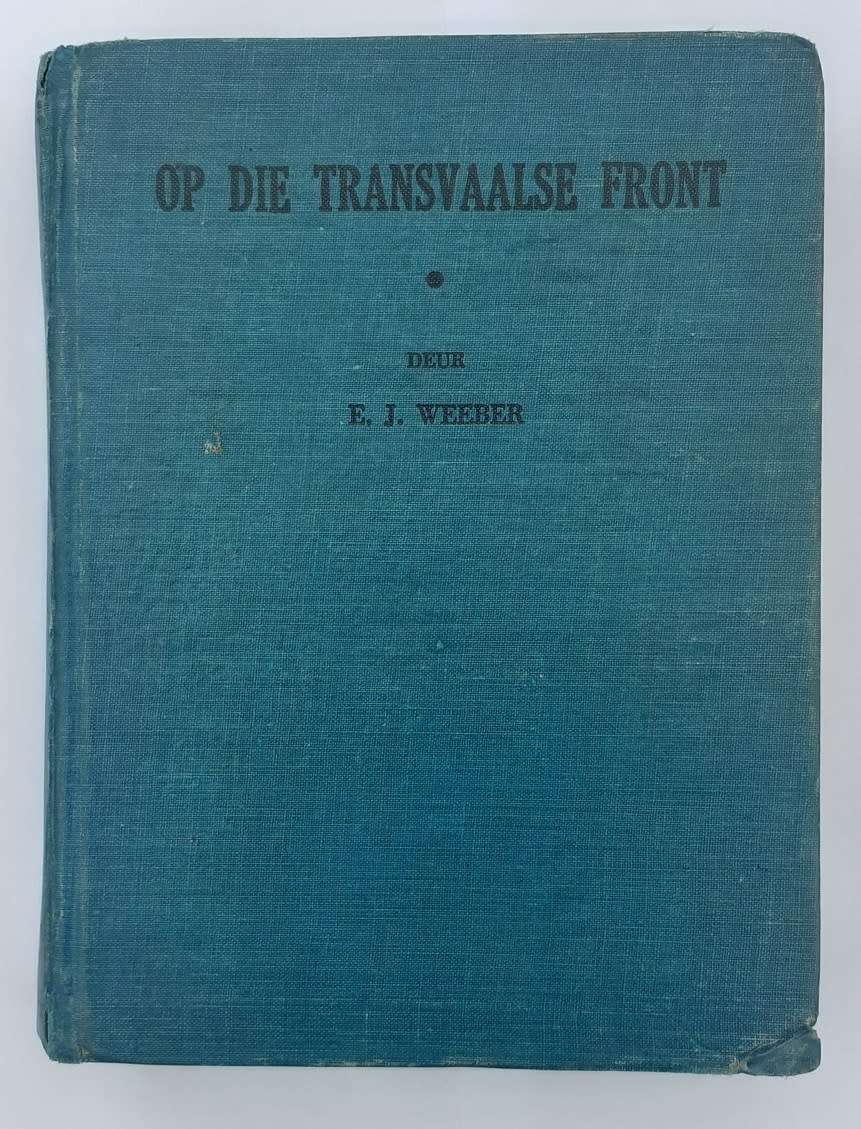 OP DIE TRANSVAALSE FRONT
DEUR
E. J. WEEBER